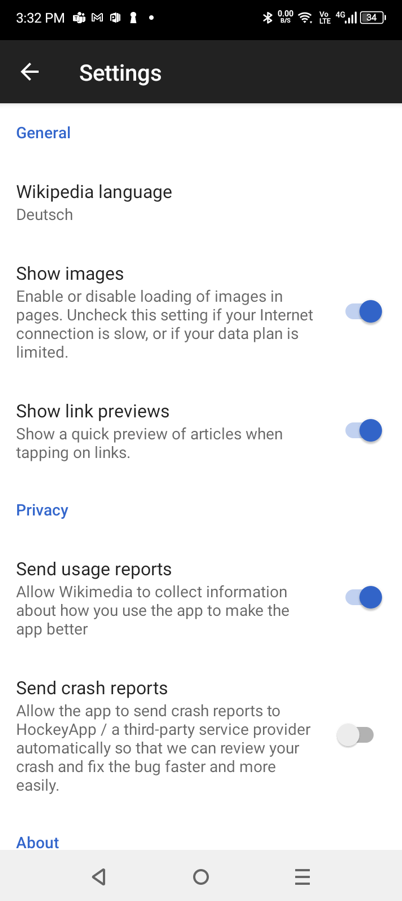 3:32 PM 0.00 B/S Vo LTE 4G 34
Settings
General
Wikipedia language
Deutsch
Show images
Enable or disable loading of images in
pages. Uncheck this setting if your Internet
connection is slow, or if your data plan is
limited.
Show link previews
Show a quick preview of articles when
tapping on links.
Privacy
Send usage reports
Allow Wikimedia to collect information
about how you use the app to make the
app better
Send crash reports
Allow the app to send crash reports to
HockeyApp / a third-party service provider
automatically so that we can review your
crash and fix the bug faster and more
easily.
About